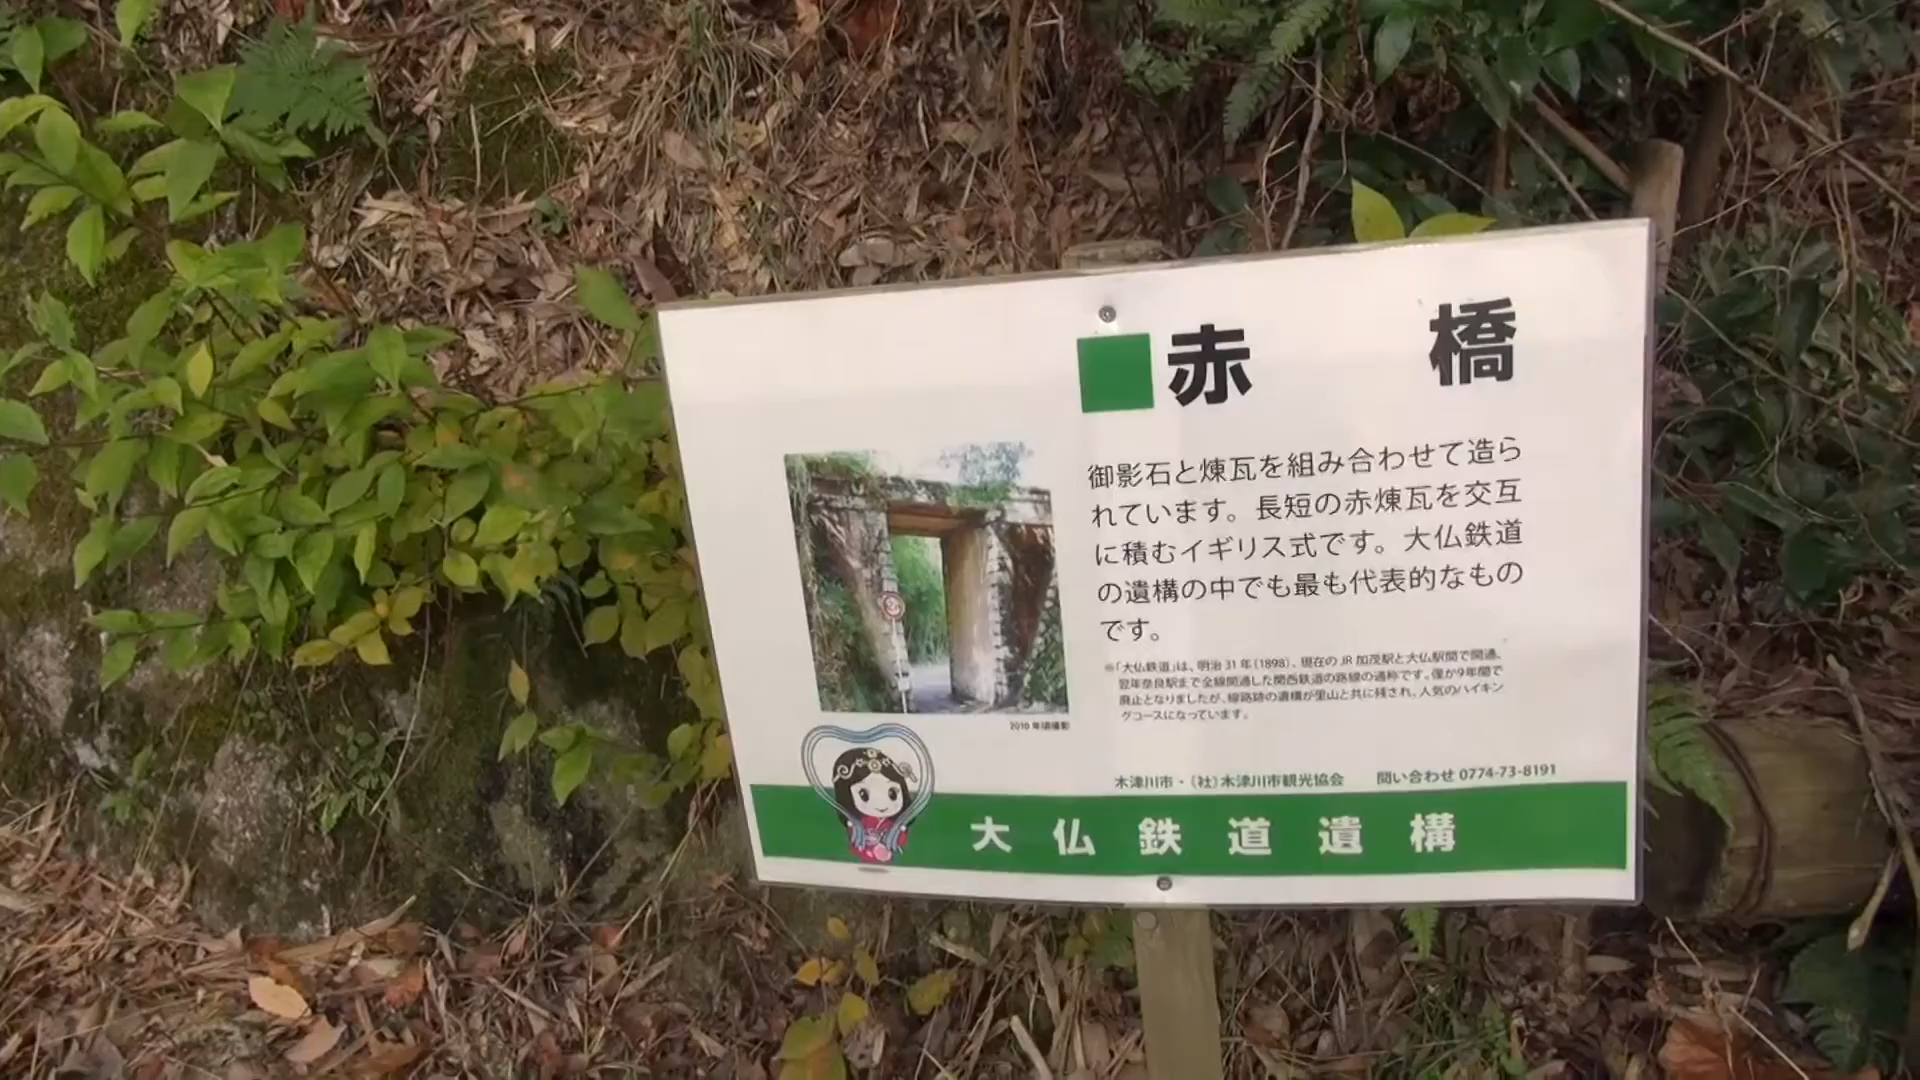 ■赤橋
御影石と煉瓦を組み合わせて造ら
れています。長短の赤煉瓦を交互
に積むイギリス式です。大仏鉄道
の遺構の中でも最も代表的なもの
です。
※「大仏鉄道」は、明治31年(1898)、現在のJR加茂駅と大仏駅間で開通、
翌年奈良駅まで全線開通した関西鉄道の路線の通称です。僅か9年間で
廃止となりましたが、線路跡の遺構が里山と共に残され、人気のハイキン
グコースになっています。
2010年頃撮影
木津川市・(社)木津川市観光協会 問い合わせ 0774-73-8191
大仏鉄道遺構